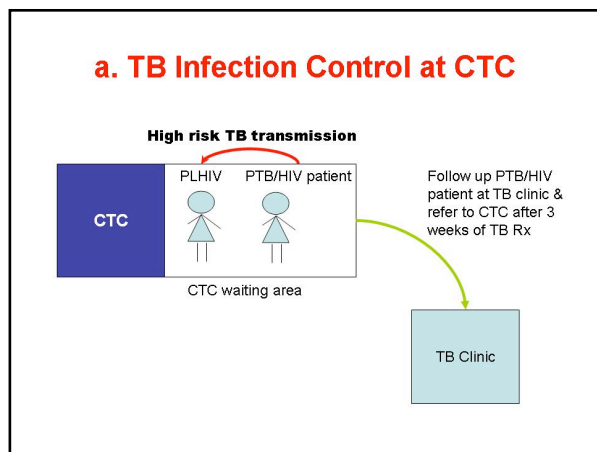 a. TB Infection Control at CTC
High risk TB transmission
PLHIV PTB/HIV patient
CTC
CTC waiting area
Follow up PTB/HIV
patient at TB clinic &
refer to CTC after 3
weeks of TB Rx
TB Clinic